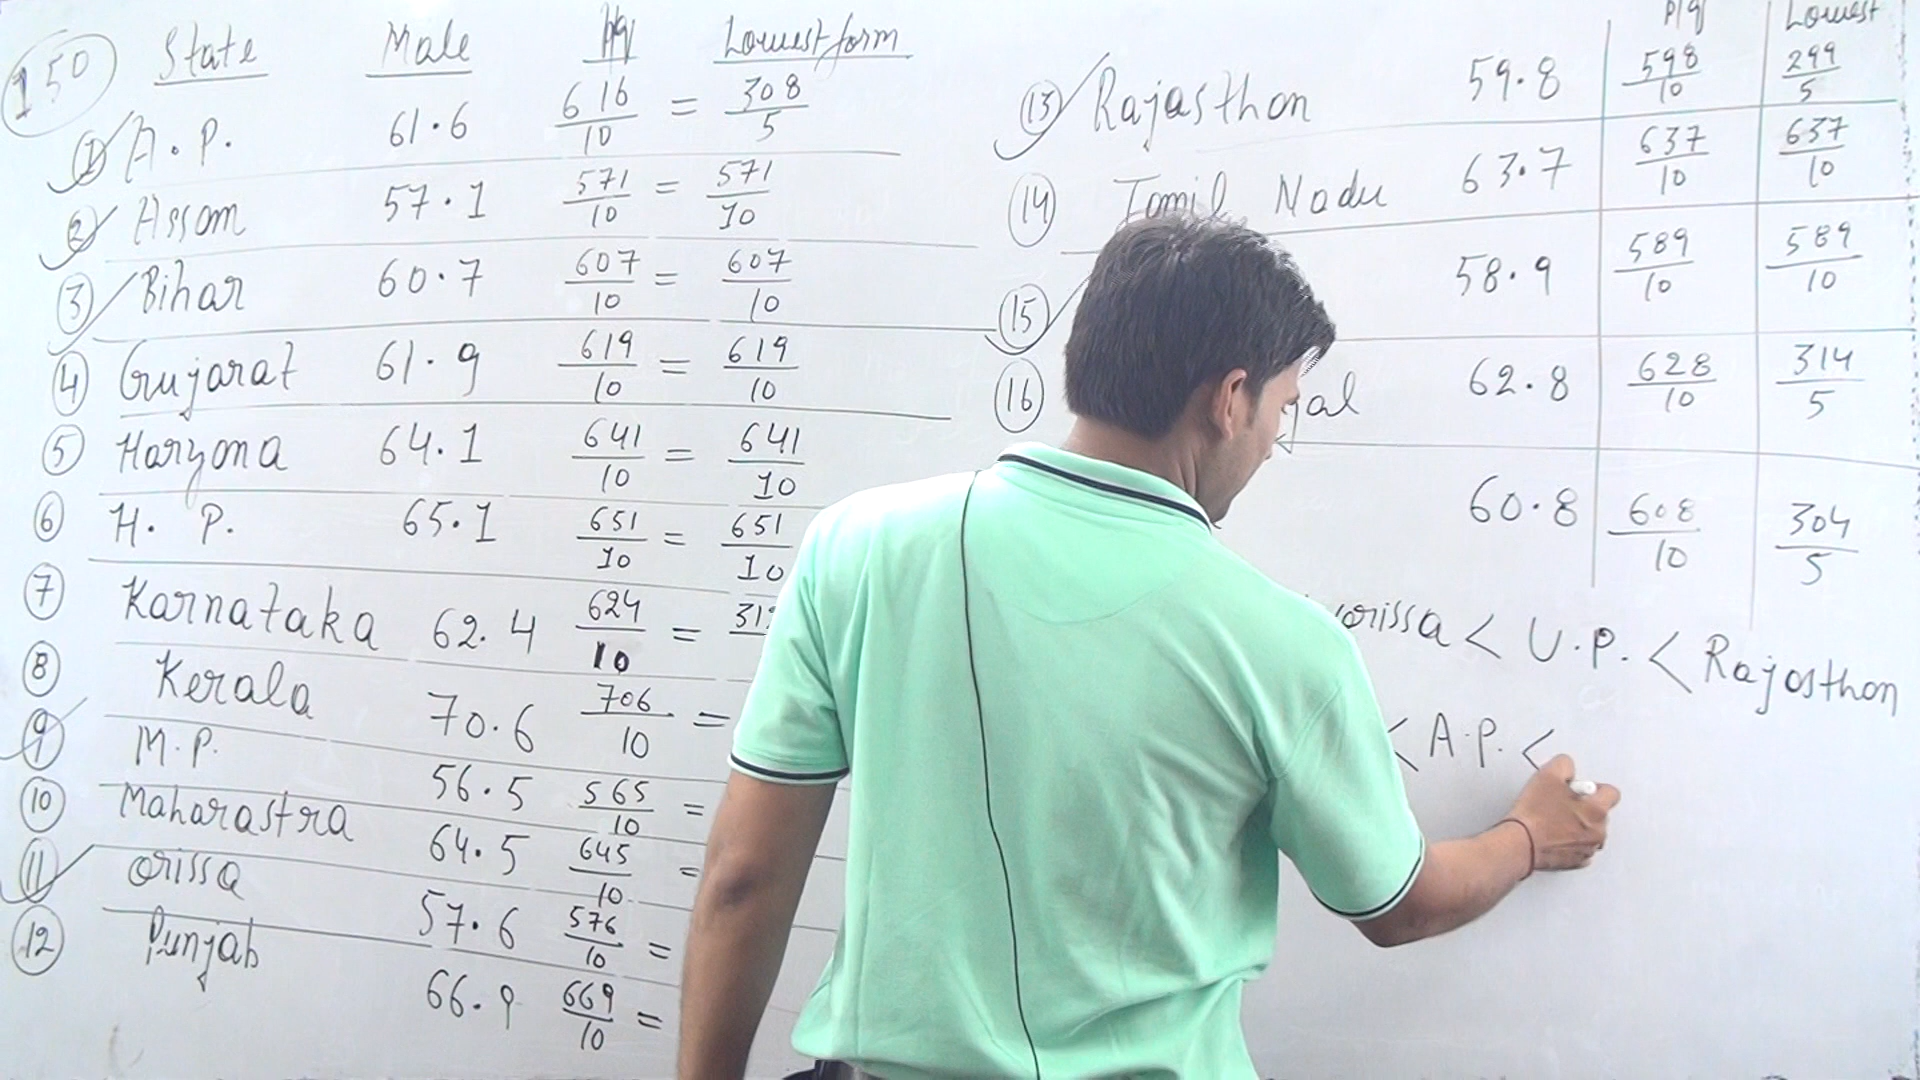 150 State Male P/q Lowest form
① A.P. 61.6 616/10 = 308/5
② Assam 57.1 571/10 = 571/10
③ Bihar 60.7 607/10 = 607/10
④ Gujarat 61.9 619/10 = 619/10
⑤ Haryana 64.1 641/10 = 641/10
⑥ H. P. 65.1 651/10 = 651/10
⑦ Karnataka 62.4 624/10 =
⑧ Kerala 70.6 706/10 =
⑨ M.P. 56.5 565/10 =
⑩ Maharastra 64.5 645/10 =
⑪ Orissa 57.6 576/10 =
⑫ Punjab 66.9 669/10 =
P/q Lowest
⑬ Rajasthan 59.8 598/10 299/5
⑭ Tamil Nadu 63.7 637/10 637/10
⑮ 58.9 589/10 589/10
⑯ 62.8 628/10 314/5
60.8 608/10 304/5
orissa < U.P. < Rajasthan
< A.P. <